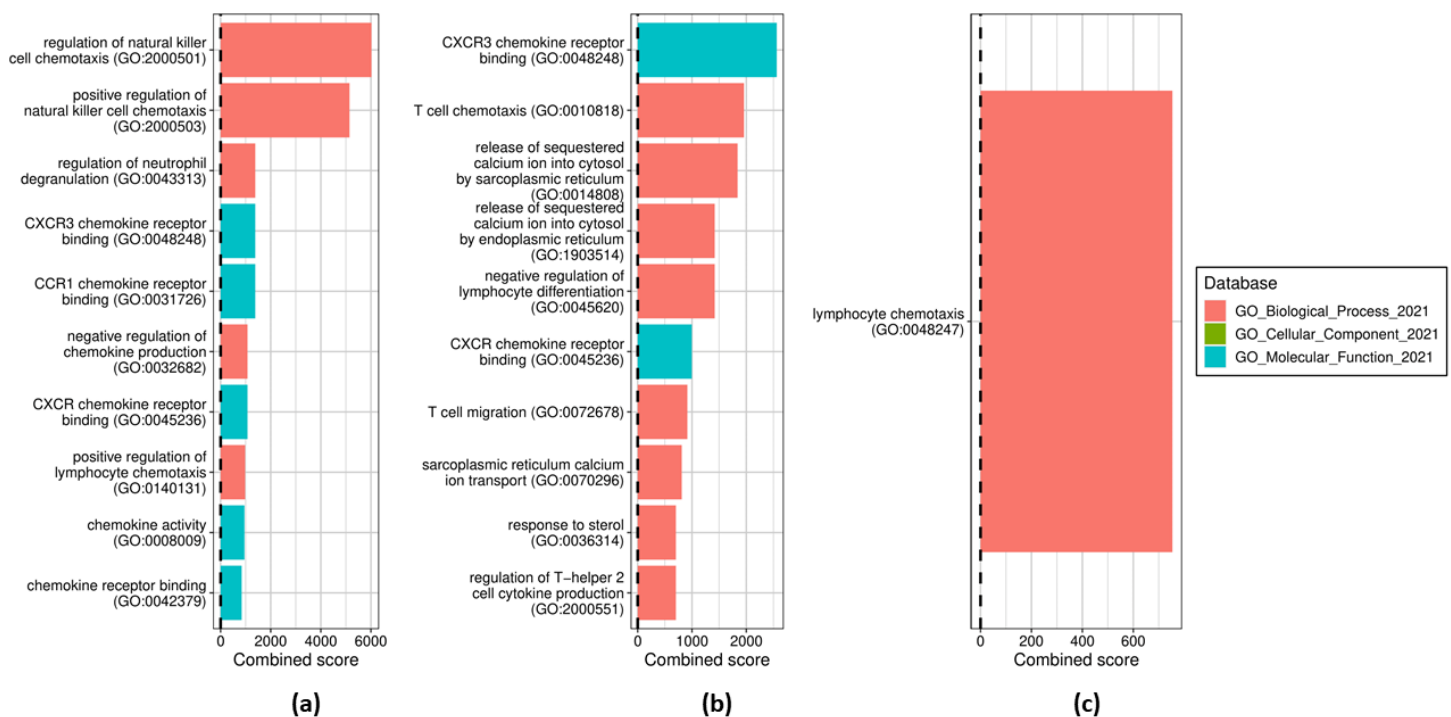 regulation of natural killer
cell chemotaxis (GO:2000501)
positive regulation of
natural killer cell chemotaxis
(GO:2000503)
regulation of neutrophil
degranulation (GO:0043313)
CXCR3 chemokine receptor
binding (GO:0048248)
CCR1 chemokine receptor
binding (GO:0031726)
negative regulation of
chemokine production
(GO:0032682)
CXCR chemokine receptor
binding (GO:0045236)
positive regulation of
lymphocyte chemotaxis
(GO:0140131)
chemokine activity
(GO:0008009)
chemokine receptor binding
(GO:0042379)
0 2000 4000 6000
Combined score
(a)
CXCR3 chemokine receptor
binding (GO:0048248)
T cell chemotaxis (GO:0010818)
release of sequestered
calcium ion into cytosol
by sarcoplasmic reticulum
(GO:0014808)
release of sequestered
calcium ion into cytosol
by endoplasmic reticulum
(GO:1903514)
negative regulation of
lymphocyte differentiation
(GO:0045620)
CXCR chemokine receptor
binding (GO:0045236)
T cell migration (GO:0072678)
sarcoplasmic reticulum calcium
ion transport (GO:0070296)
response to sterol
(GO:0036314)
regulation of T−helper 2
cell cytokine production
(GO:2000551)
0 1000 2000
Combined score
(b)
lymphocyte chemotaxis
(GO:0048247)
0 200 400 600
Combined score
(c)
Database
GO_Biological_Process_2021
GO_Cellular_Component_2021
GO_Molecular_Function_2021